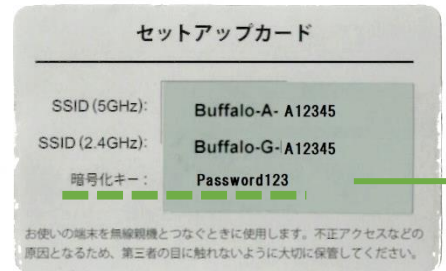 セットアップカード
SSID (5GHz): Buffalo-A- A12345
SSID (2.4GHz): Buffalo-G- A12345
暗号化キー: Password123
お使いの端末を無線親機とつなぐときに使用します。不正アクセスなどの
原因となるため、第三者の目に触れないように大切に保管してください。